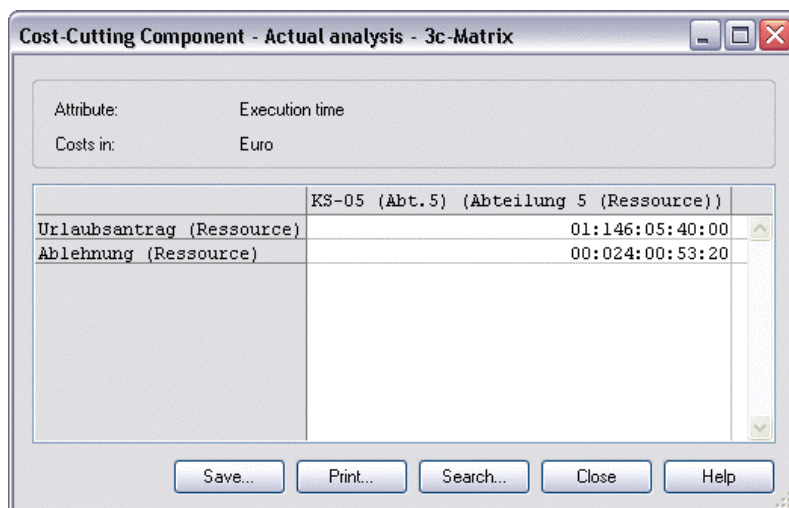 Cost-Cutting Component - Actual analysis - 3c-Matrix
Attribute: Execution time
Costs in: Euro
KS-05 (Abt.5) (Abteilung 5 (Ressource))
Urlaubsantrag (Ressource) 01:146:05:40:00
Ablehnung (Ressource) 00:024:00:53:20
Save... Print... Search... Close Help